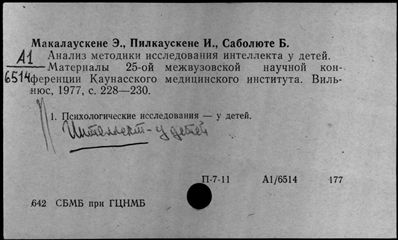 Макалаускене Э., Пилкаускене И., Саболюте Б.
А1 Анализ методики исследования интеллекта у детей.
6514 Материалы 25-ой межвузовской научной кон-
ференции Каунасского медицинского института. Виль-
нюс, 1977, с. 228—230.
1. Психологические исследования — у детей.
Интеллект - у детей
П-7-11 А1/6514 177
642 СБМБ при ГЦНМБ